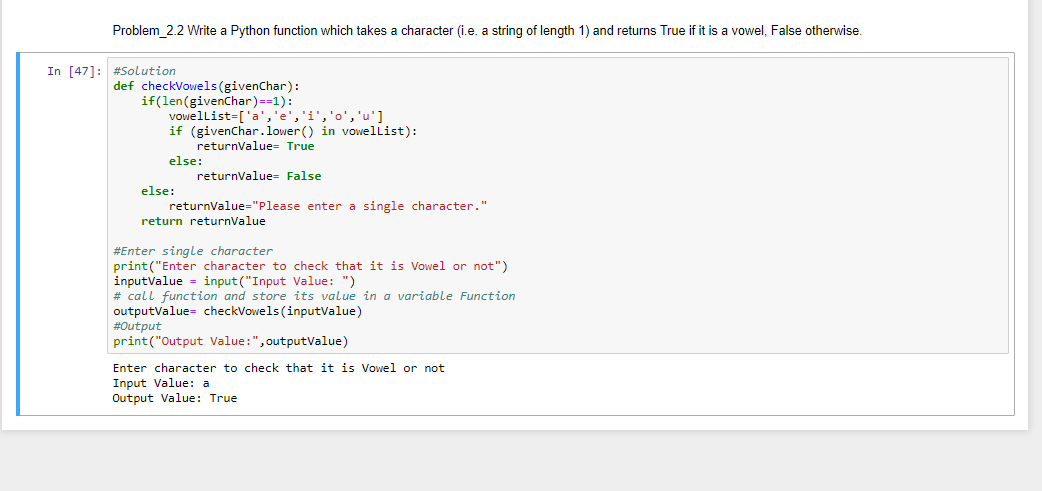 Problem_2.2 Write a Python function which takes a character (i.e. a string of length 1) and returns True if it is a vowel, False otherwise.
In [47]: #Solution
def checkVowels(givenChar):
    if(len(givenChar)==1):
        vowelList=['a','e','i','o','u']
        if (givenChar.lower() in vowelList):
            returnValue= True
        else:
            returnValue= False
    else:
        returnValue="Please enter a single character."
    return returnValue

#Enter single character
print("Enter character to check that it is Vowel or not")
inputValue = input("Input Value: ")
# call function and store its value in a variable Function
outputValue= checkVowels(inputValue)
#Output
print("Output Value:",outputValue)
Enter character to check that it is Vowel or not
Input Value: a
Output Value: True